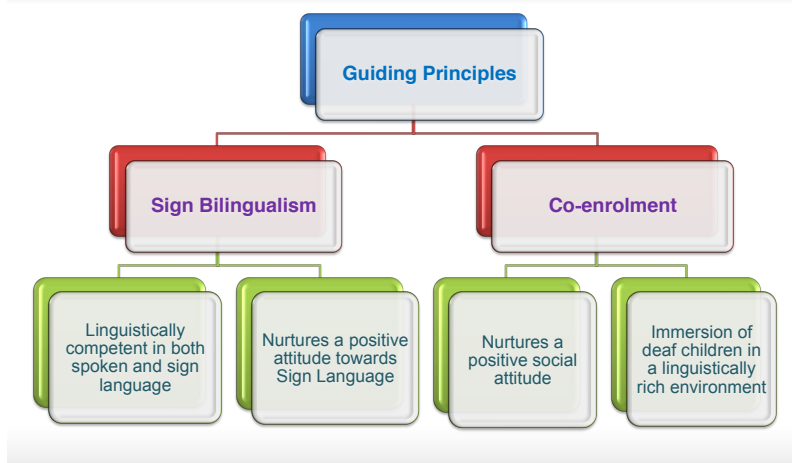 Guiding Principles
Sign Bilingualism
Co-enrolment
Linguistically
competent in both
spoken and sign
language
Nurtures a positive
attitude towards
Sign Language
Nurtures a
positive social
attitude
Immersion of
deaf children in
a linguistically
rich environment